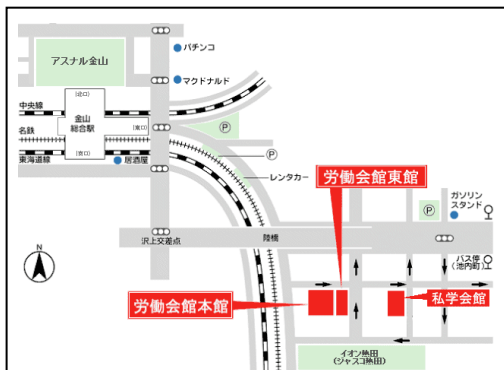 アスナル金山
パチンコ
マクドナルド
(北口)
中央線
金山
総合駅
(東口)
名鉄
東海道線
(南口)
居酒屋
P
P
レンタカー
労働会館東館
ガソリン
スタンド
P
沢上交差点
陸橋
バス停
(池内町)
N
労働会館本館
私学会館
イオン熱田
(ジャスコ熱田)